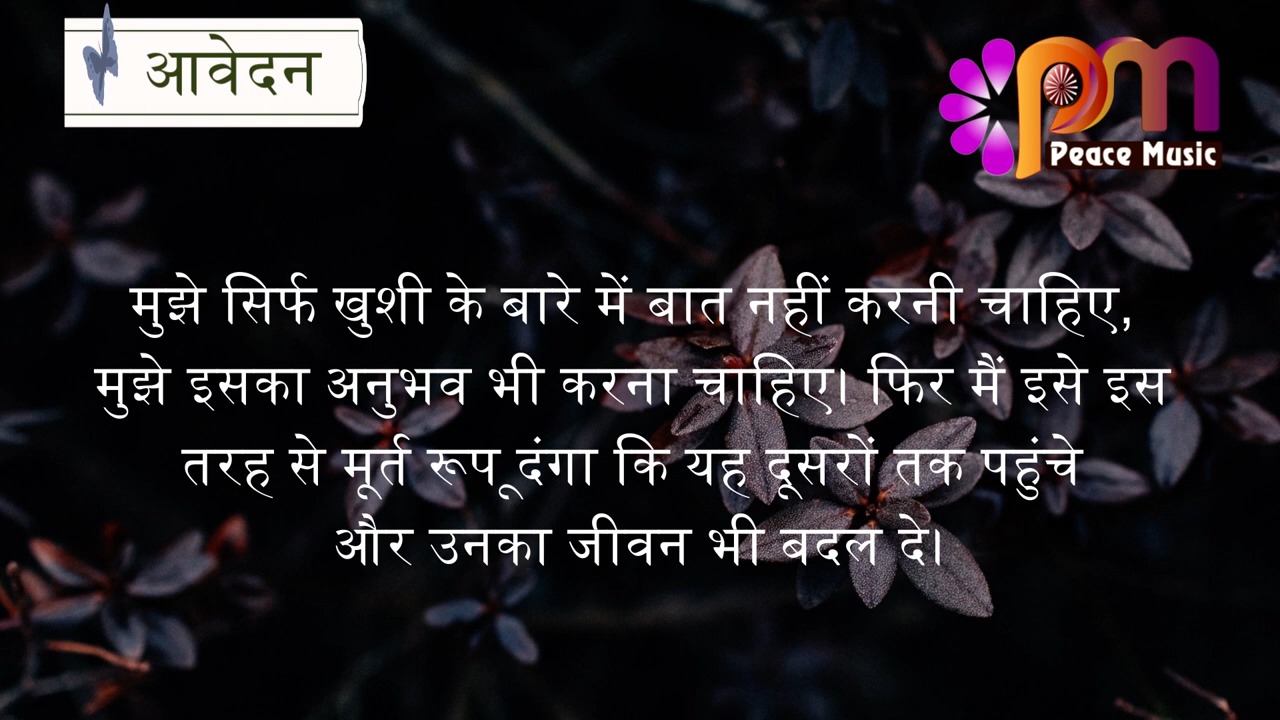 आवेदन
pm
Peace Music
मुझे सिर्फ खुशी के बारे में बात नहीं करनी चाहिए,
मुझे इसका अनुभव भी करना चाहिए। फिर मैं इसे इस
तरह से मूर्त रूप दूंगा कि यह दूसरों तक पहुंचे
और उनका जीवन भी बदल दे।